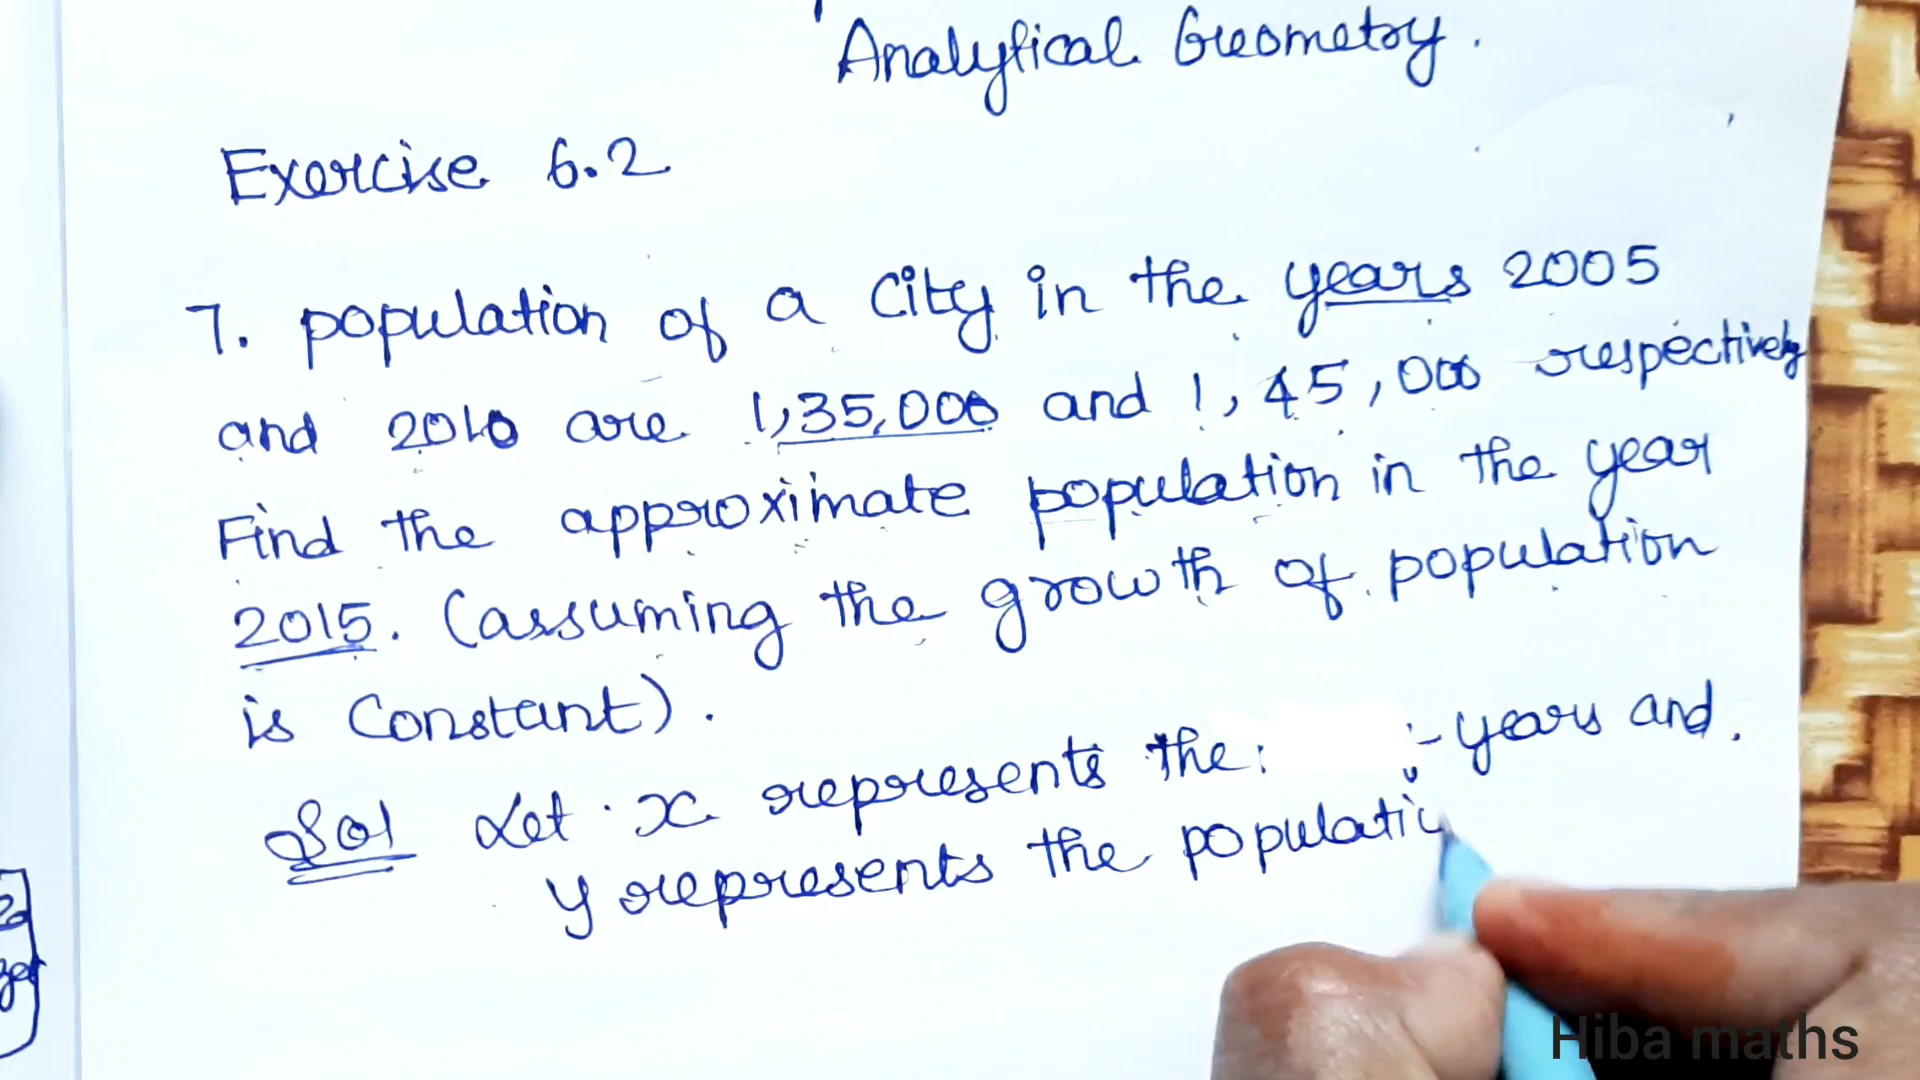 Analytical Geometry.
Exercise 6.2
7. population of a City in the years 2005
and 2010 are 1,35,000 and 1,45,000 respectively
Find the approximate population in the year
2015. (assuming the growth of population
is Constant).
Sol Let x represents the years and.
y represents the populati
Hiba maths